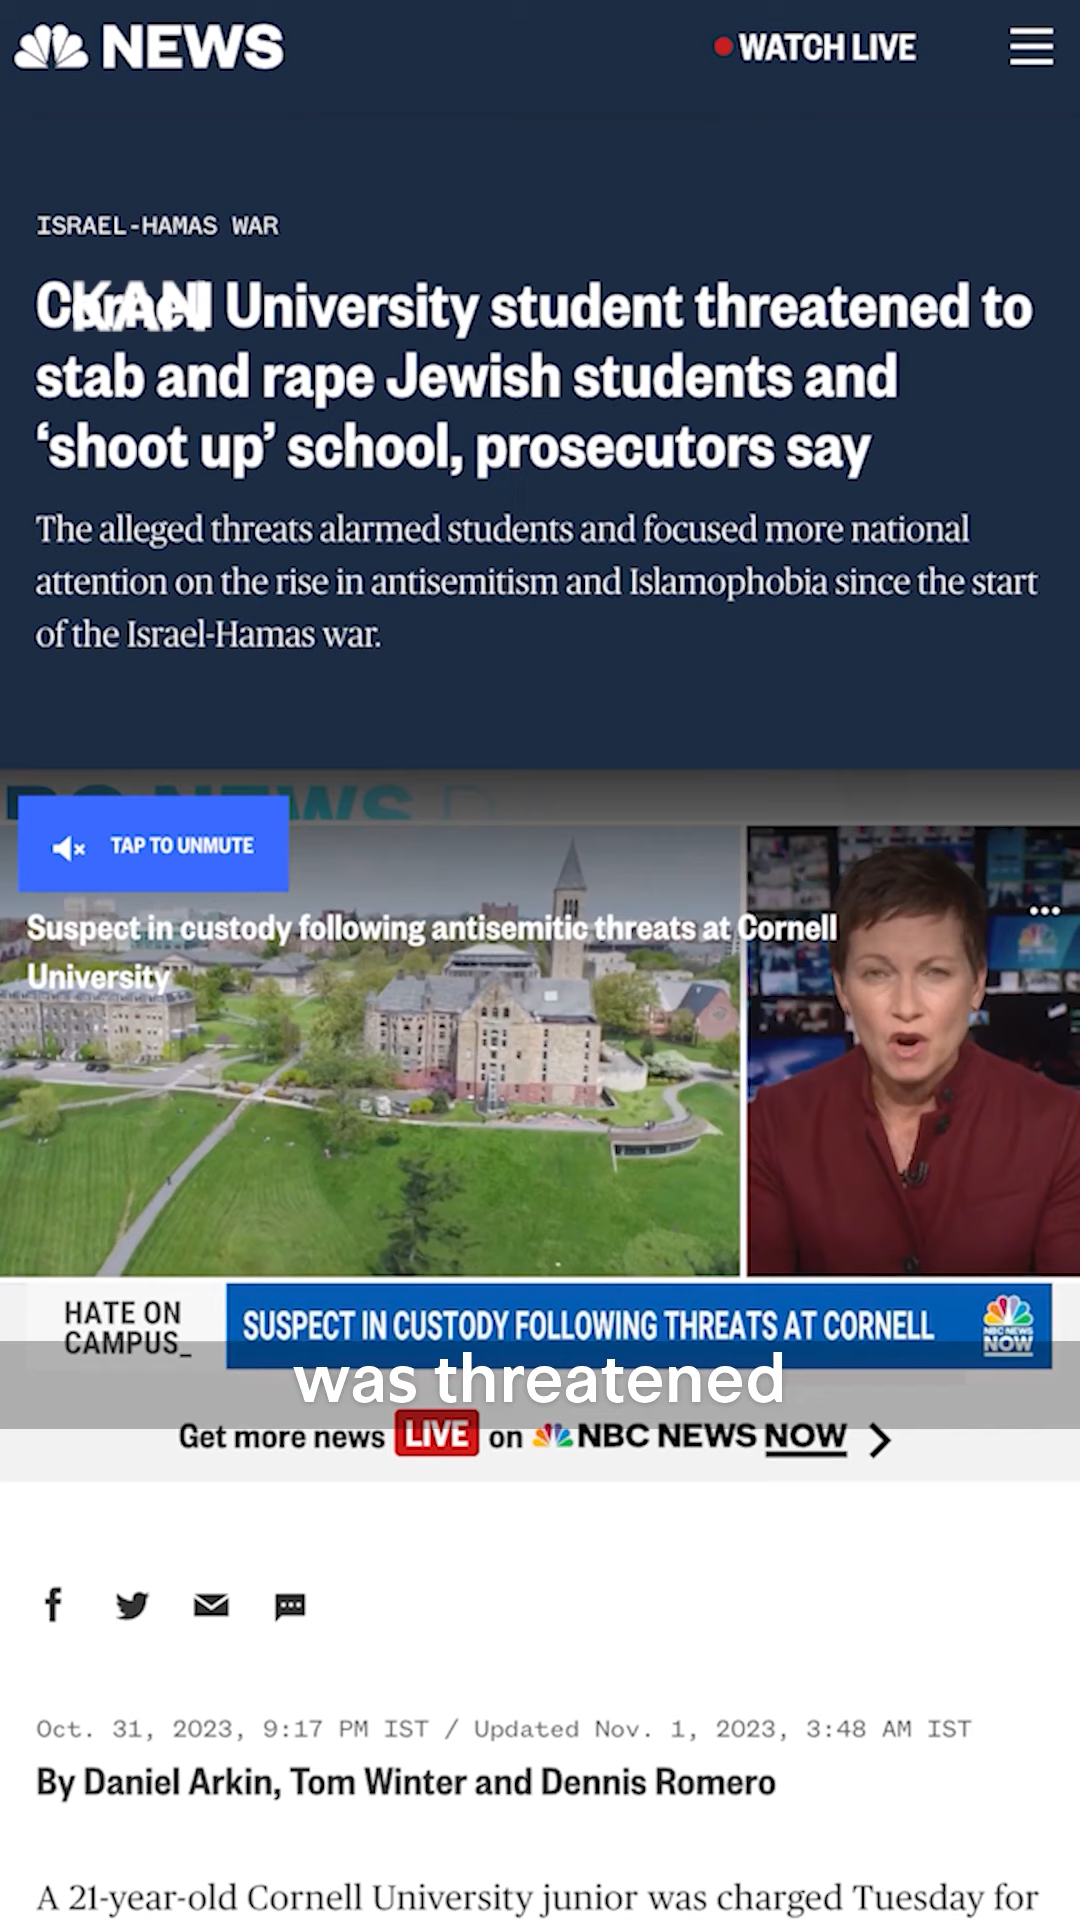 NEWS
WATCH LIVE
ISRAEL-HAMAS WAR
KAN
Cornell University student threatened to
stab and rape Jewish students and
‘shoot up’ school, prosecutors say
The alleged threats alarmed students and focused more national
attention on the rise in antisemitism and Islamophobia since the start
of the Israel-Hamas war.
NEWS
TAP TO UNMUTE
Suspect in custody following antisemitic threats at Cornell
University
HATE ON
CAMPUS_
SUSPECT IN CUSTODY FOLLOWING THREATS AT CORNELL
NBC NEWS
NOW
was threatened
Get more news LIVE on NBC NEWS NOW
Oct. 31, 2023, 9:17 PM IST / Updated Nov. 1, 2023, 3:48 AM IST
By Daniel Arkin, Tom Winter and Dennis Romero
A 21-year-old Cornell University junior was charged Tuesday for